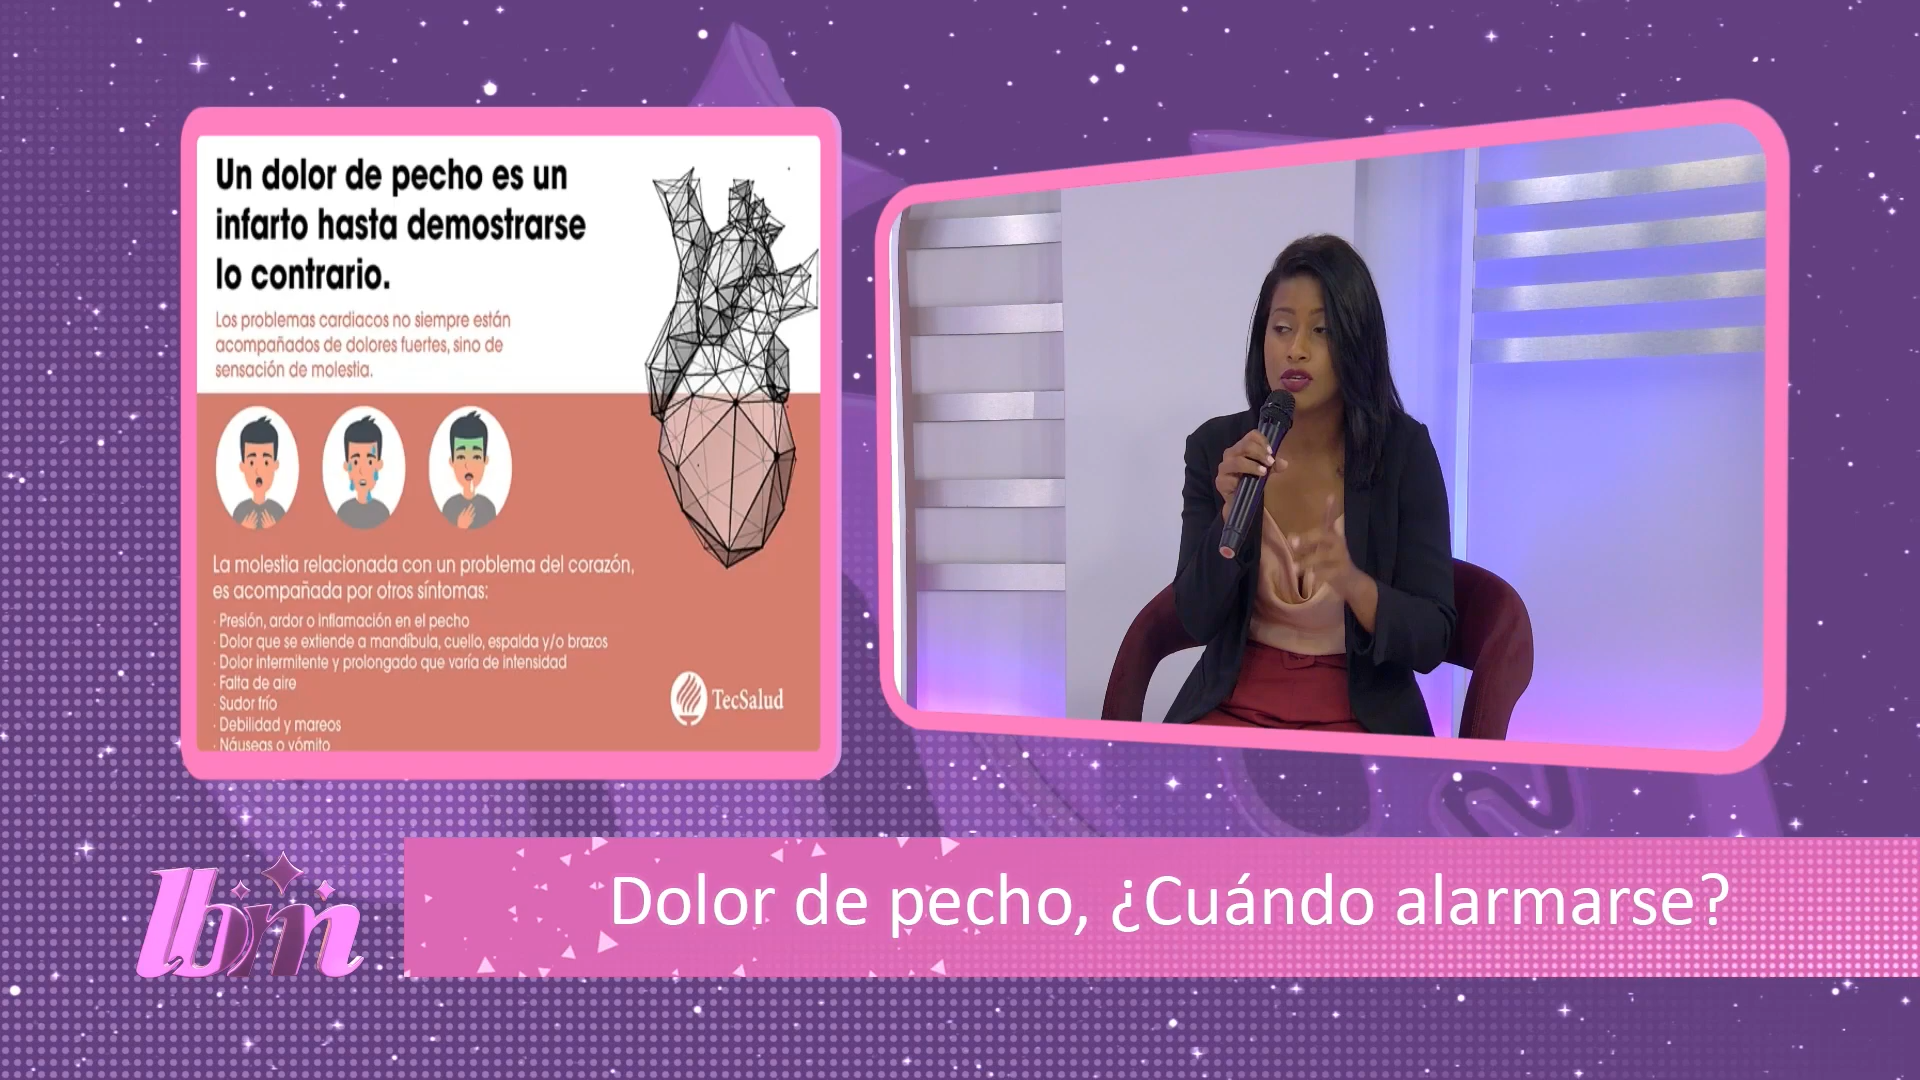 Un dolor de pecho es un
infarto hasta demostrarse
lo contrario.
Los problemas cardiacos no siempre están
acompañados de dolores fuertes, sino de
sensación de molestia.
La molestia relacionada con un problema del corazón,
es acompañada por otros síntomas:
· Presión, ardor o inflamación en el pecho
· Dolor que se extiende a mandíbula, cuello, espalda y/o brazos
· Dolor intermitente y prolongado que varía de intensidad
· Falta de aire
· Sudor frío
· Debilidad y mareos
· Náuseas o vómito
TecSalud
lbm
Dolor de pecho, ¿Cuándo alarmarse?